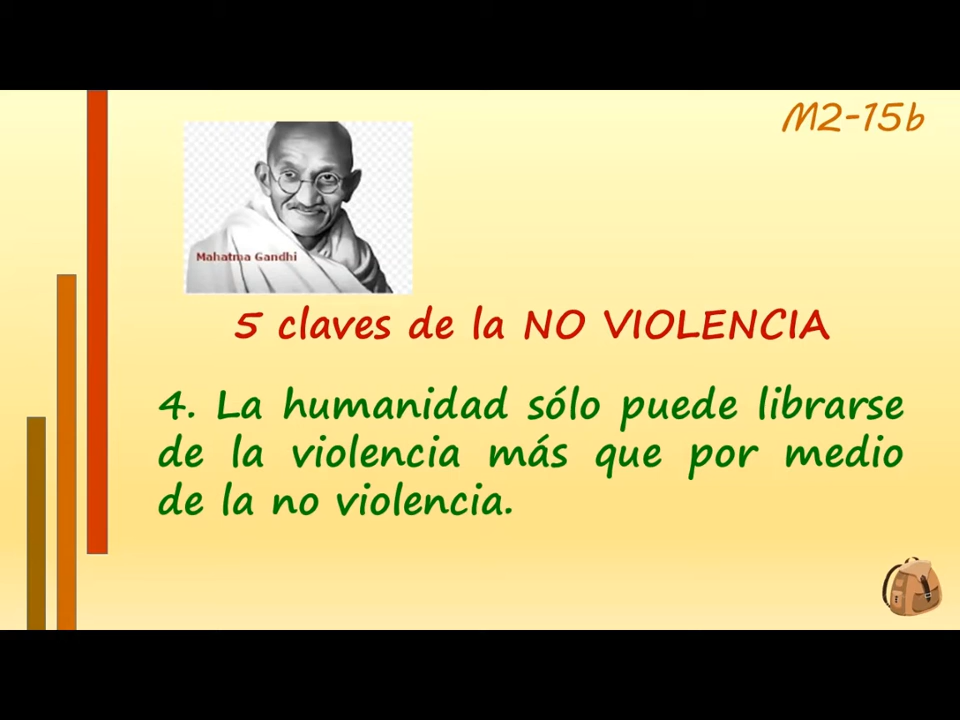 M2-15b
Mahatma Gandhi
5 claves de la NO VIOLENCIA
4. La humanidad sólo puede librarse
de la violencia más que por medio
de la no violencia.